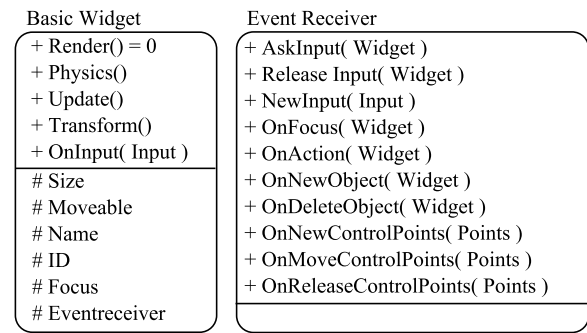 Basic Widget
+ Render() = 0
+ Physics()
+ Update()
+ Transform()
+ OnInput( Input )
# Size
# Moveable
# Name
# ID
# Focus
# Eventreceiver
Event Receiver
+ AskInput( Widget )
+ Release Input( Widget )
+ NewInput( Input )
+ OnFocus( Widget )
+ OnAction( Widget )
+ OnNewObject( Widget )
+ OnDeleteObject( Widget )
+ OnNewControlPoints( Points )
+ OnMoveControlPoints( Points )
+ OnReleaseControlPoints( Points )